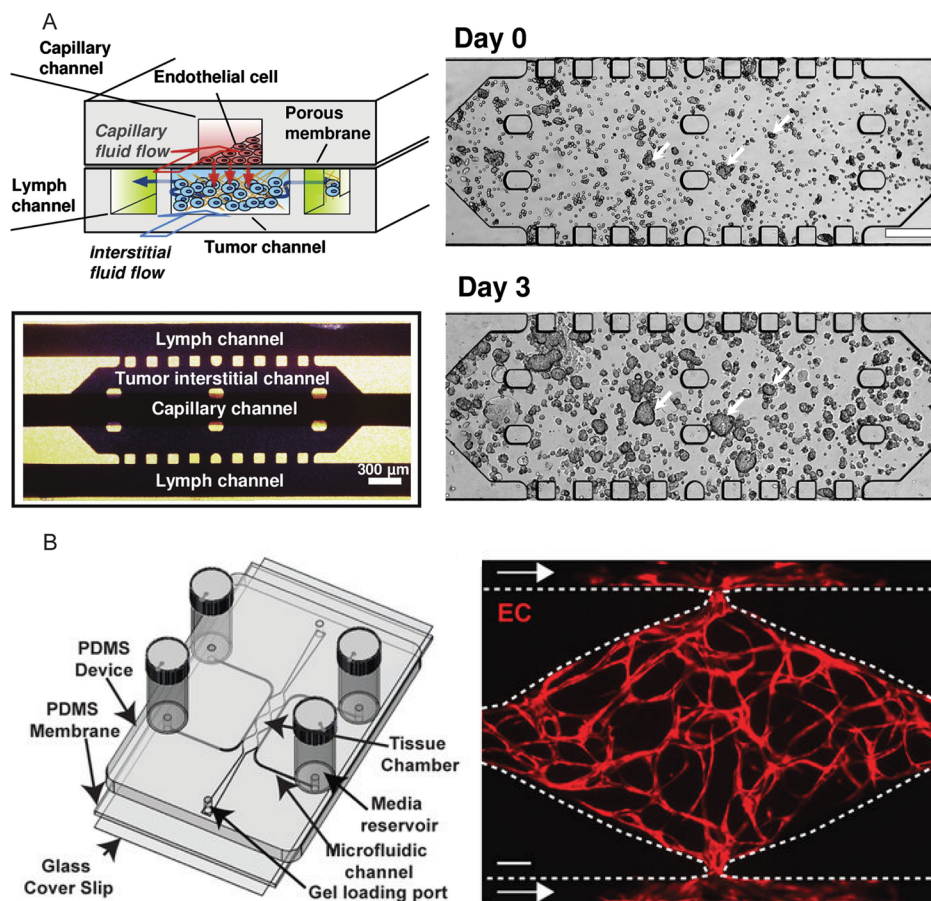 A
Capillary
channel
Endothelial cell
Porous
membrane
Capillary
fluid flow
Lymph
channel
Interstitial
fluid flow
Tumor channel
Lymph channel
Tumor interstitial channel
Capillary channel
Lymph channel
300 µm
Day 0
Day 3
B
PDMS
Device
PDMS
Membrane
Glass
Cover Slip
Tissue
Chamber
Media
reservoir
Microfluidic
channel
Gel loading port
EC